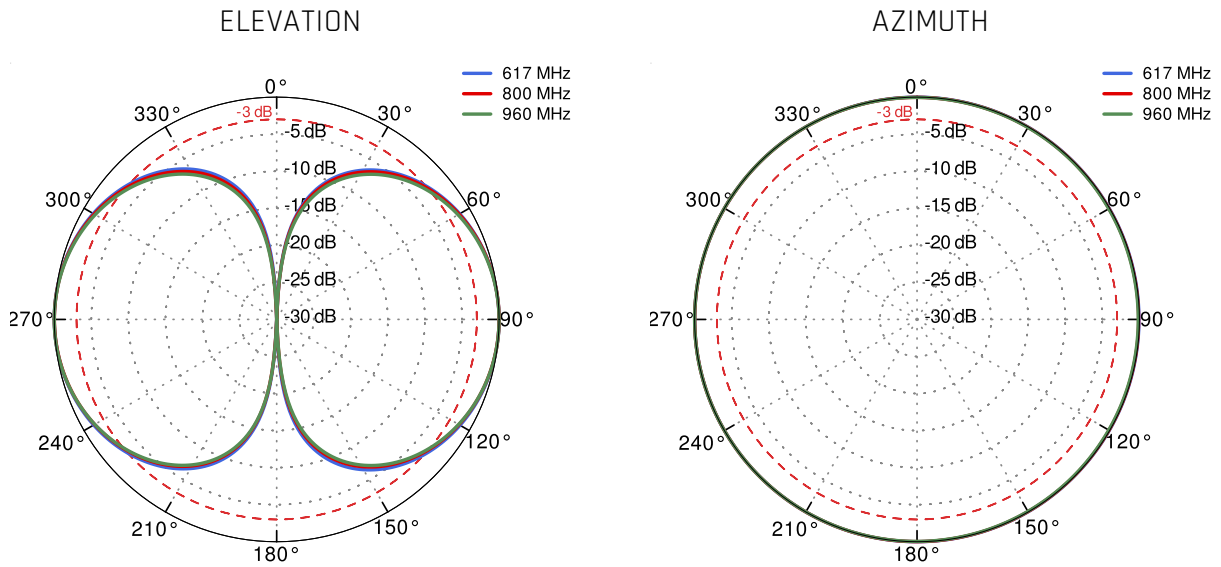 ELEVATION
617 MHz
800 MHz
960 MHz
0°
330°
-3 dB
30°
-5 dB
-10 dB
300°
-15 dB
60°
-20 dB
-25 dB
270°
-30 dB
90°
240°
120°
210°
150°
180°
AZIMUTH
617 MHz
800 MHz
960 MHz
0°
330°
-3 dB
30°
-5 dB
-10 dB
300°
-15 dB
60°
-20 dB
-25 dB
270°
-30 dB
90°
240°
120°
210°
150°
180°